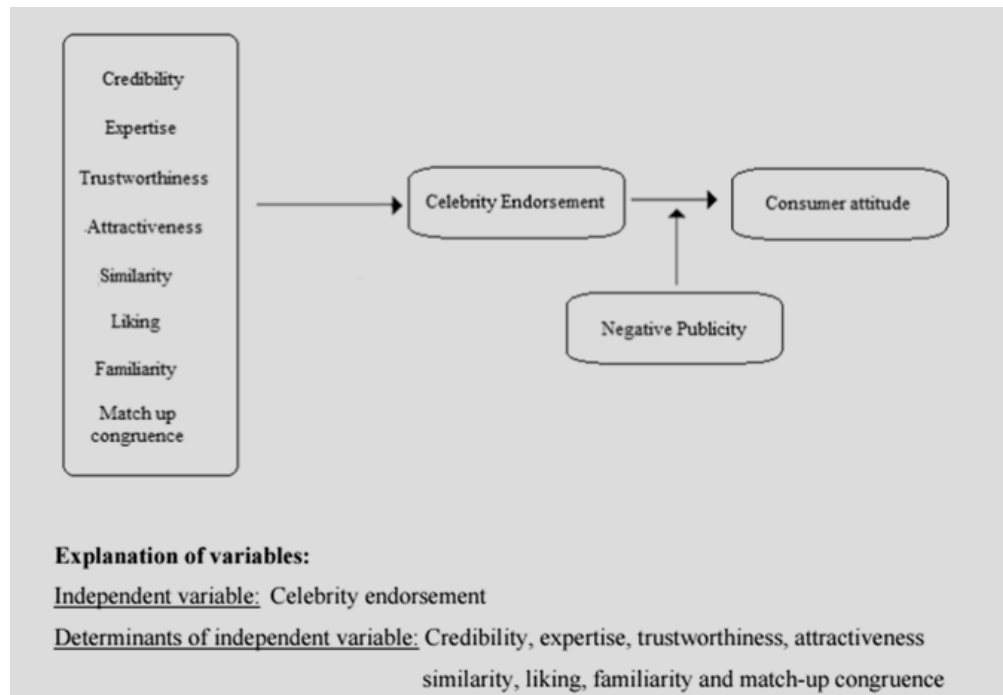 Credibility
Expertise
Trustworthiness
Attractiveness
Similarity
Liking
Familiarity
Match up
congruence
Celebrity Endorsement
Consumer attitude
Negative Publicity
Explanation of variables:
Independent variable: Celebrity endorsement
Determinants of independent variable: Credibility, expertise, trustworthiness, attractiveness
similarity, liking, familiarity and match-up congruence